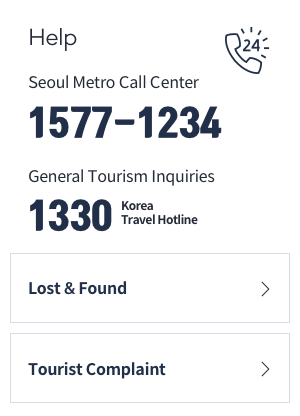 Help
24
Seoul Metro Call Center
1577-1234
General Tourism Inquiries
1330 Korea
Travel Hotline
Lost & Found
Tourist Complaint